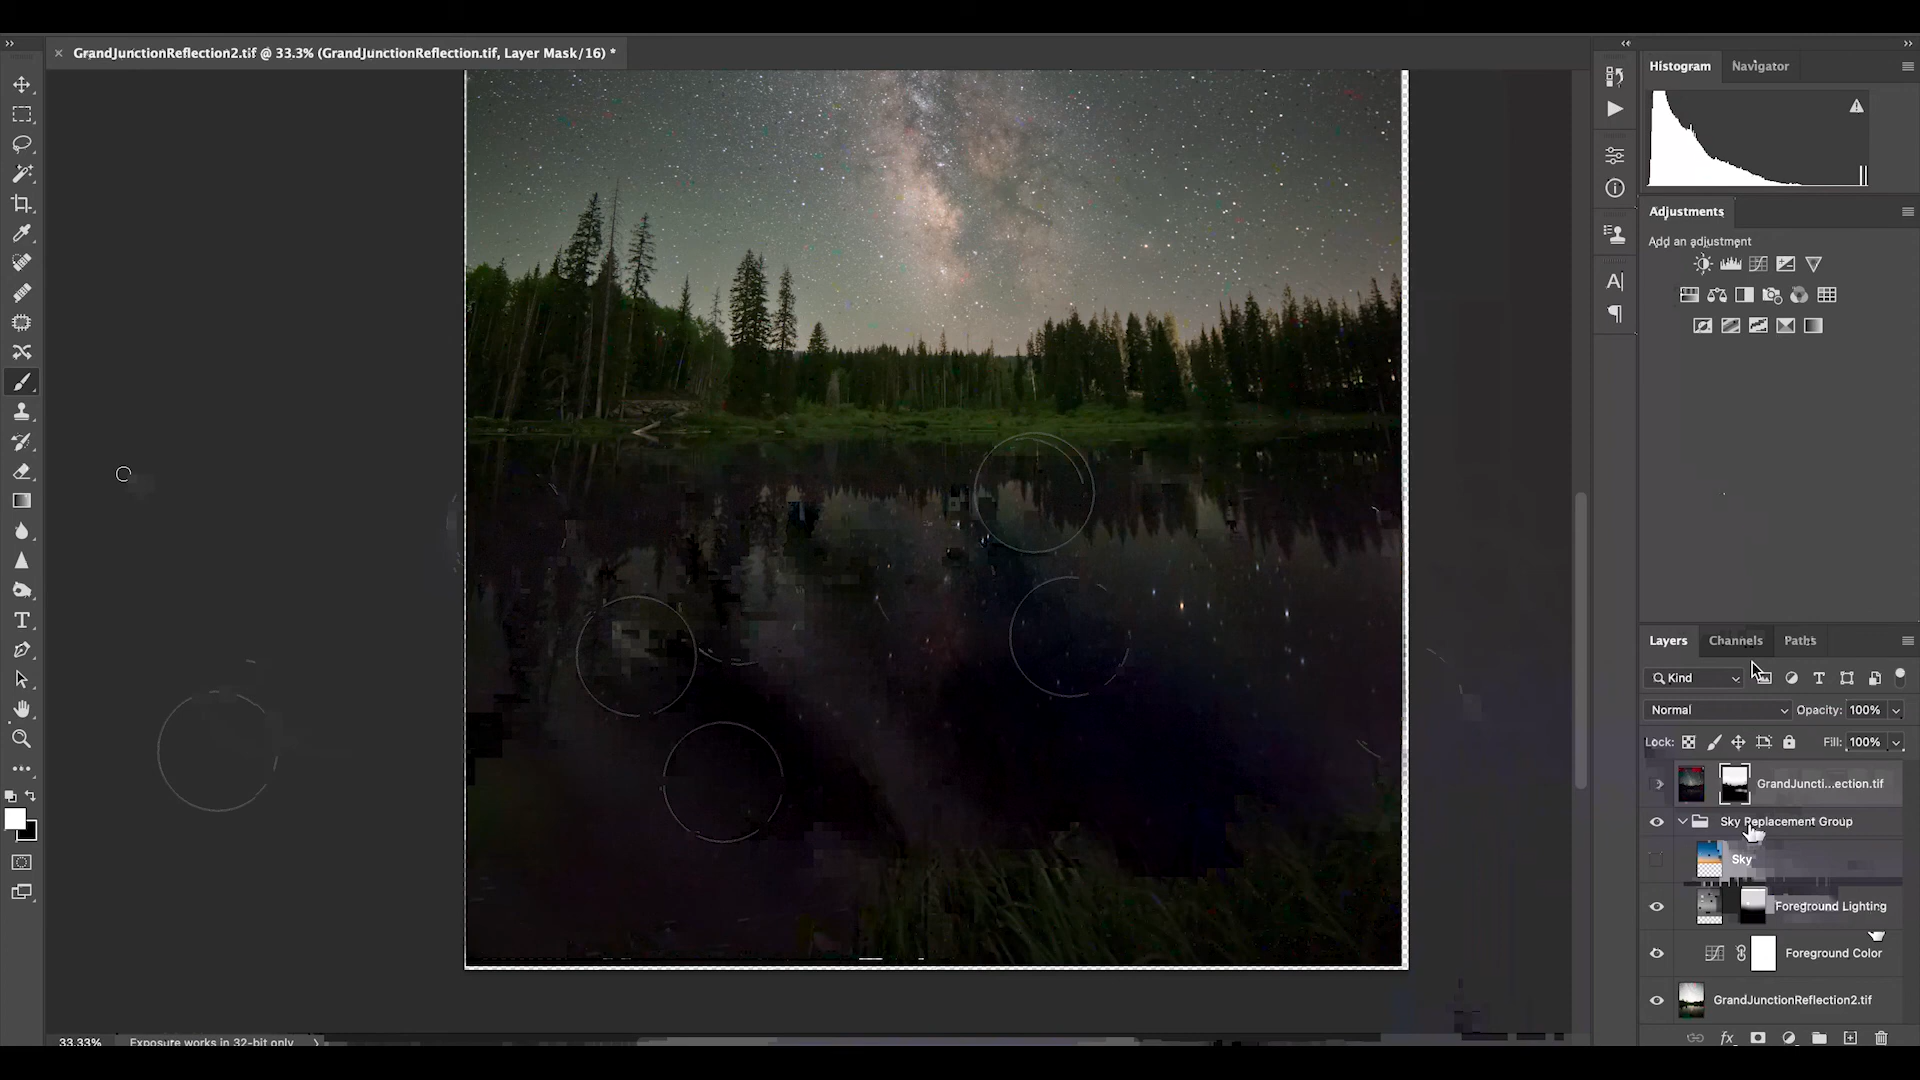 GrandJunctionReflection2.tif @ 33.3% (GrandJunctionReflection.tif, Layer Mask/16) *
Histogram
Navigator
Adjustments
Add an adjustment
Layers
Channels
Paths
Kind
Normal
Opacity: 100%
Lock:
Fill: 100%
GrandJuncti...ection.tif
Sky Replacement Group
Sky
Foreground Lighting
Foreground Color
GrandJunctionReflection2.tif
33.33%
Exposure works in 32-bit only